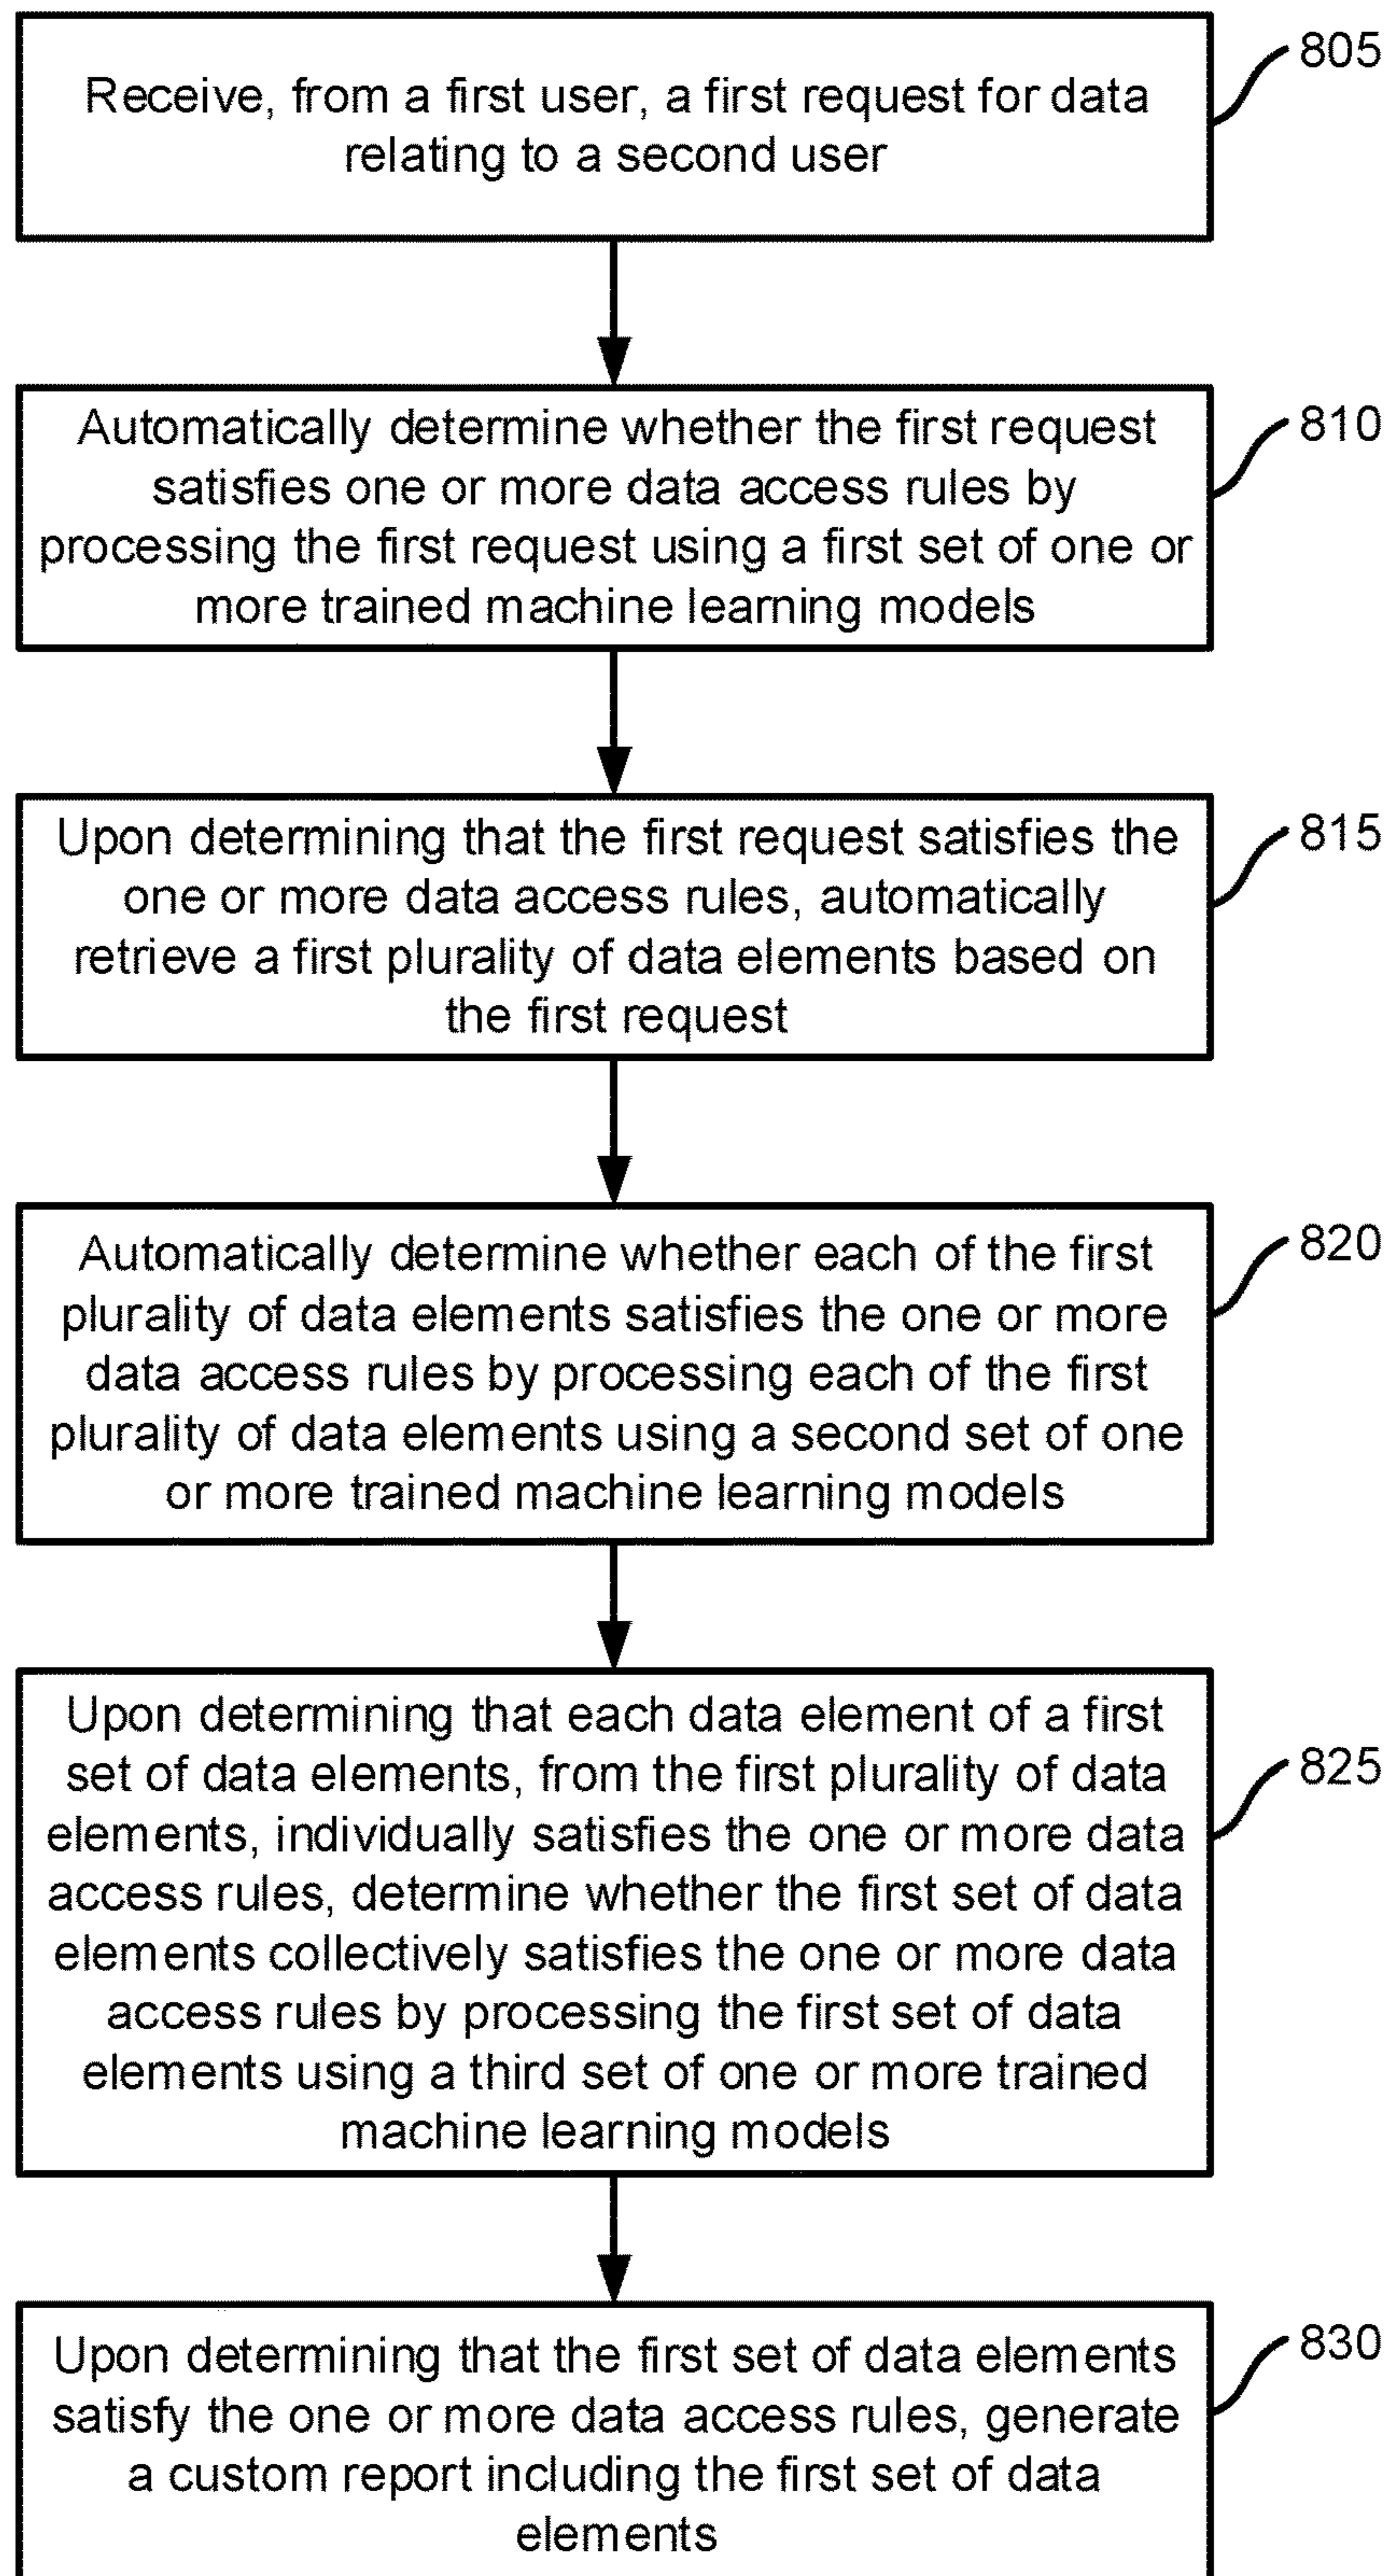 Receive, from a first user, a first request for data
relating to a second user
805
Automatically determine whether the first request
satisfies one or more data access rules by
processing the first request using a first set of one or
more trained machine learning models
810
Upon determining that the first request satisfies the
one or more data access rules, automatically
retrieve a first plurality of data elements based on
the first request
815
Automatically determine whether each of the first
plurality of data elements satisfies the one or more
data access rules by processing each of the first
plurality of data elements using a second set of one
or more trained machine learning models
820
Upon determining that each data element of a first
set of data elements, from the first plurality of data
elements, individually satisfies the one or more data
access rules, determine whether the first set of data
elements collectively satisfies the one or more data
access rules by processing the first set of data
elements using a third set of one or more trained
machine learning models
825
Upon determining that the first set of data elements
satisfy the one or more data access rules, generate
a custom report including the first set of data
elements
830